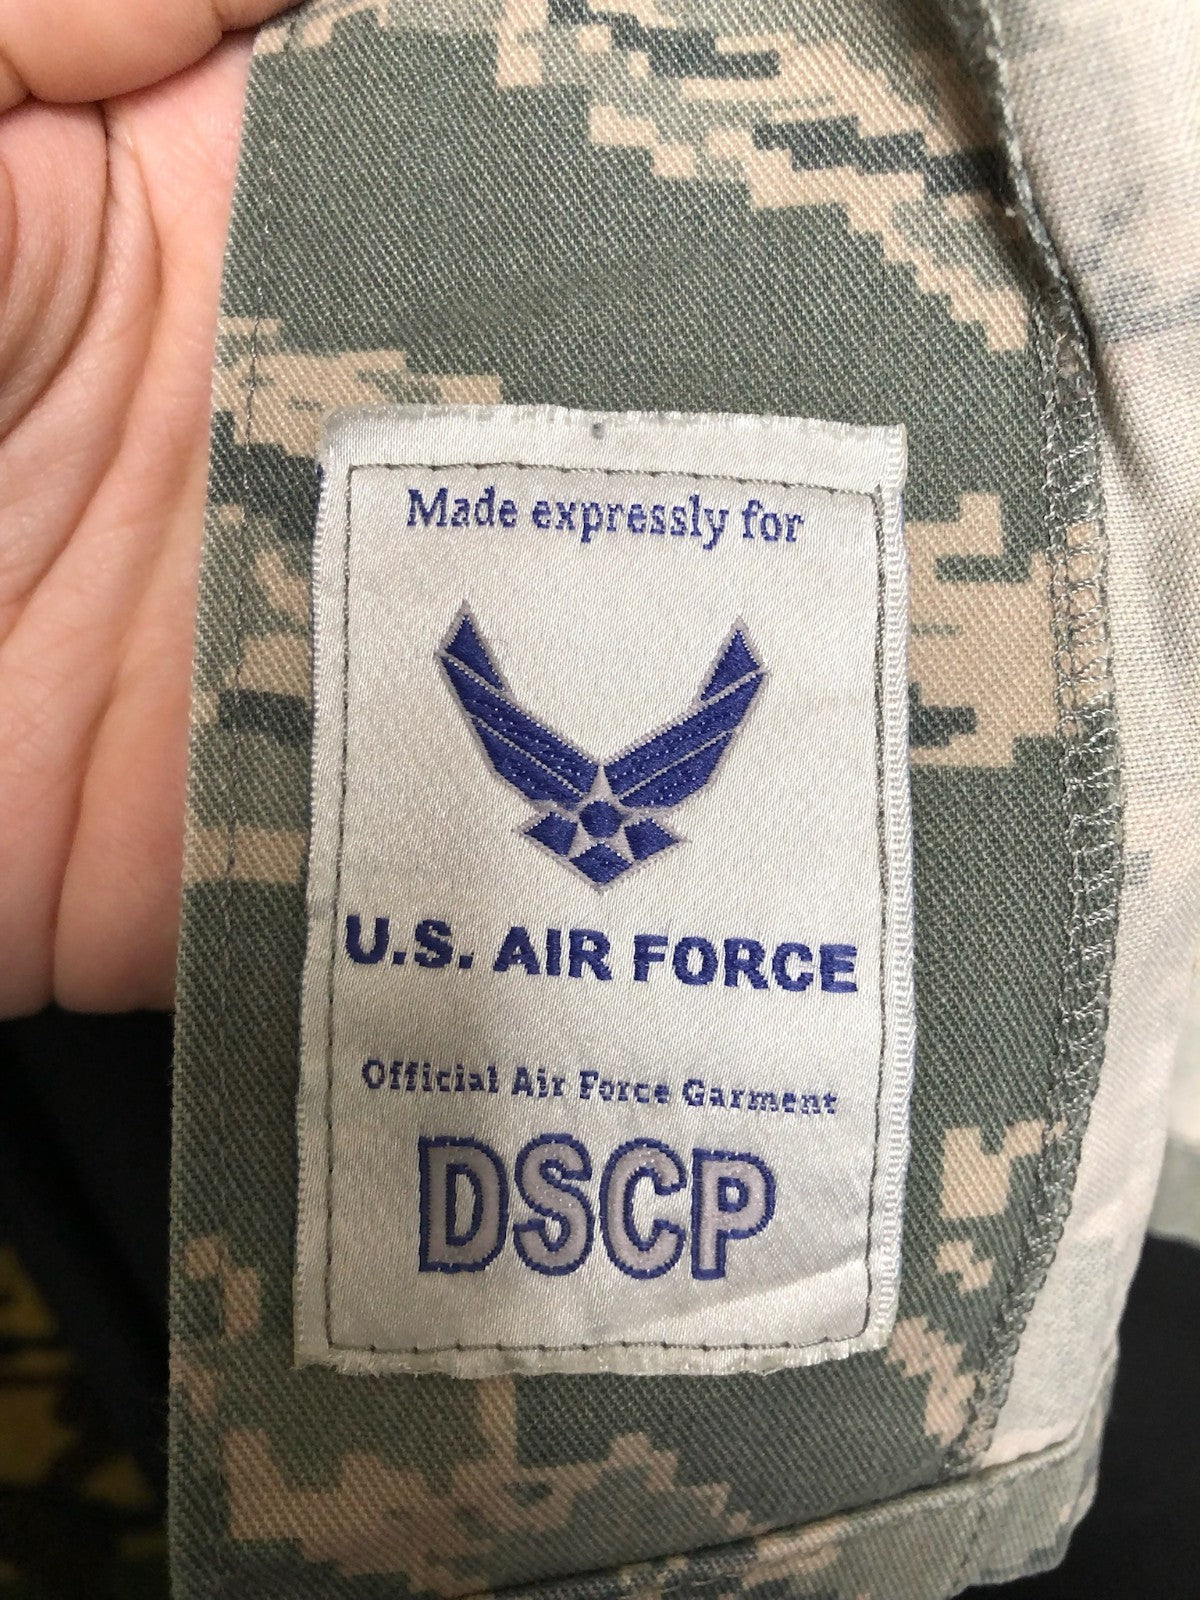 Made expressly for
U.S. AIR FORCE
Official Air Force Garment
DSCP